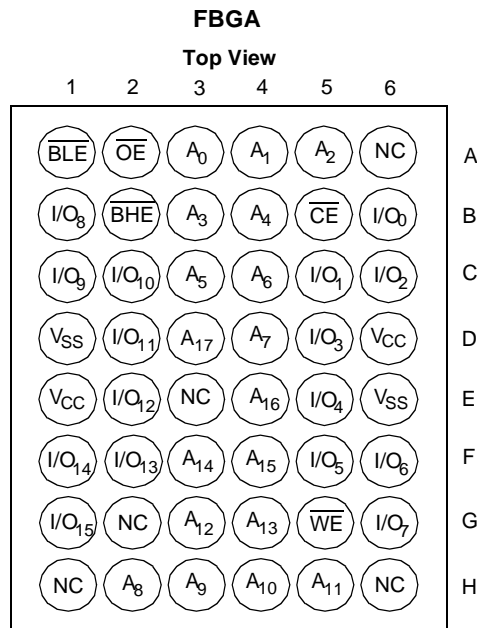 FBGA
Top View
1 2 3 4 5 6
BLE OE A0 A1 A2 NC A
I/O8 BHE A3 A4 CE I/O0 B
I/O9 I/O10 A5 A6 I/O1 I/O2 C
VSS I/O11 A17 A7 I/O3 VCC D
VCC I/O12 NC A16 I/O4 VSS E
I/O14 I/O13 A14 A15 I/O5 I/O6 F
I/O15 NC A12 A13 WE I/O7 G
NC A8 A9 A10 A11 NC H